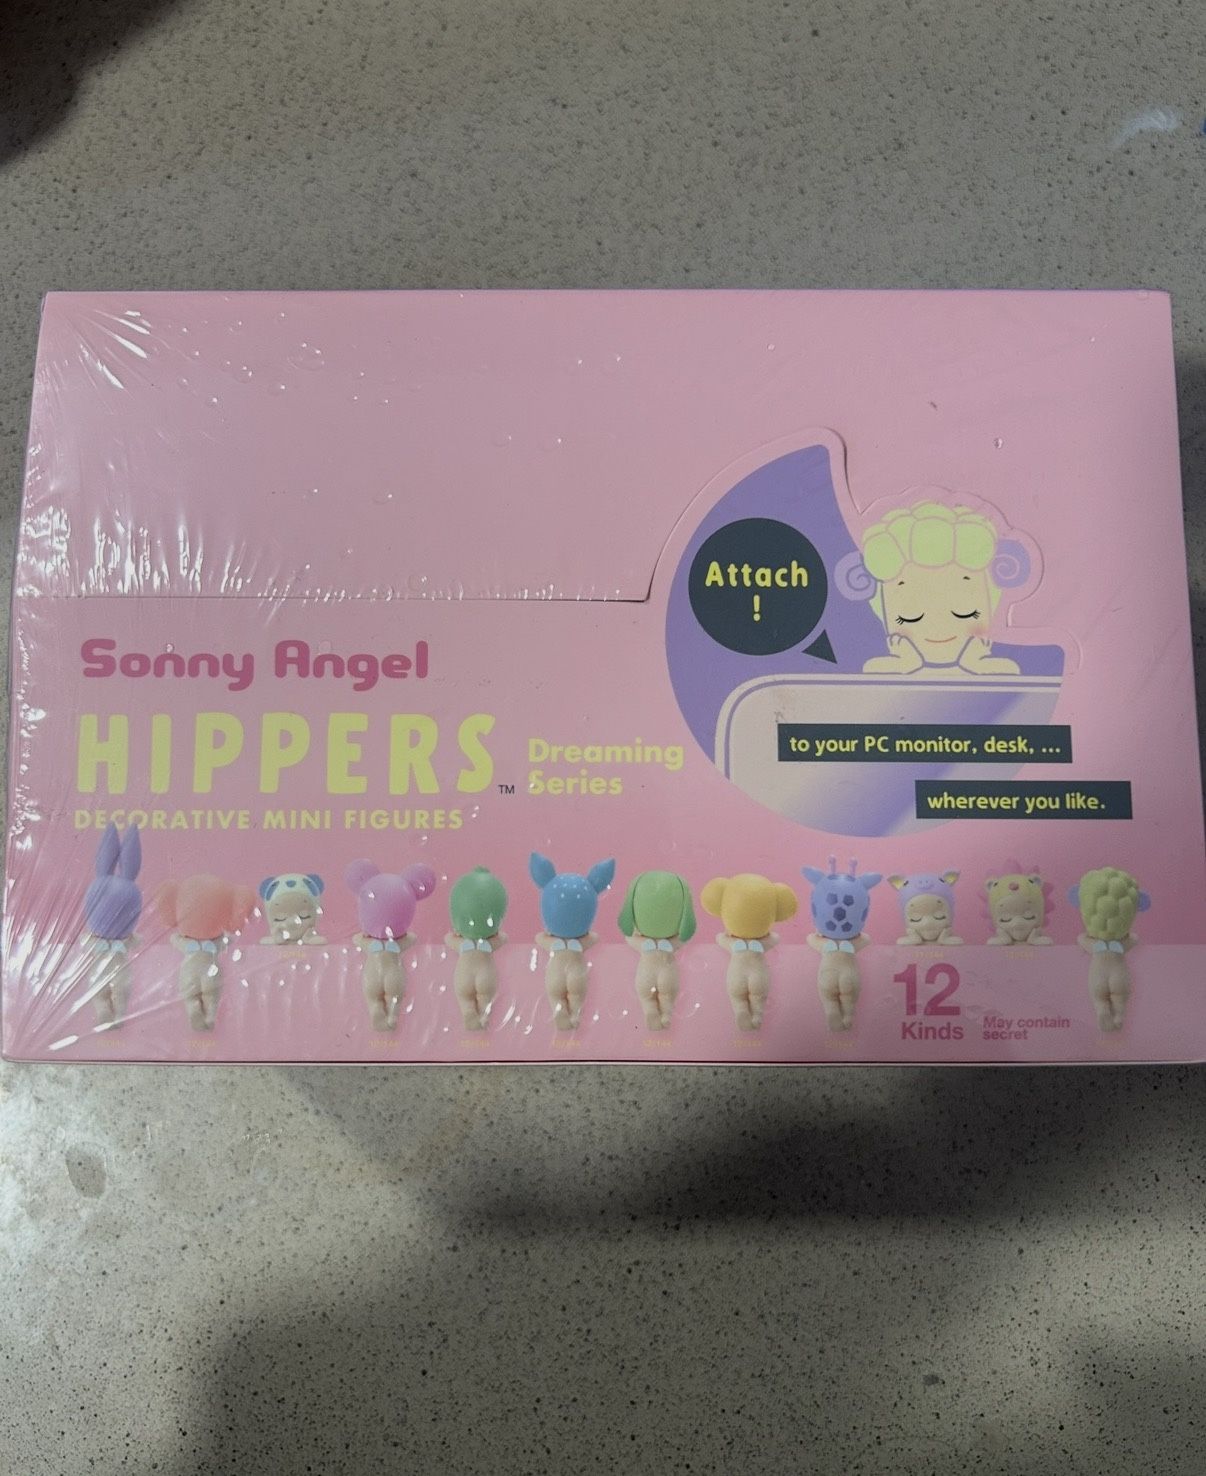 Attach
!
Sonny Angel
HIPPERS™
Dreaming
Series
DECORATIVE MINI FIGURES
to your PC monitor, desk, ...
wherever you like.
12
Kinds
May contain
secret